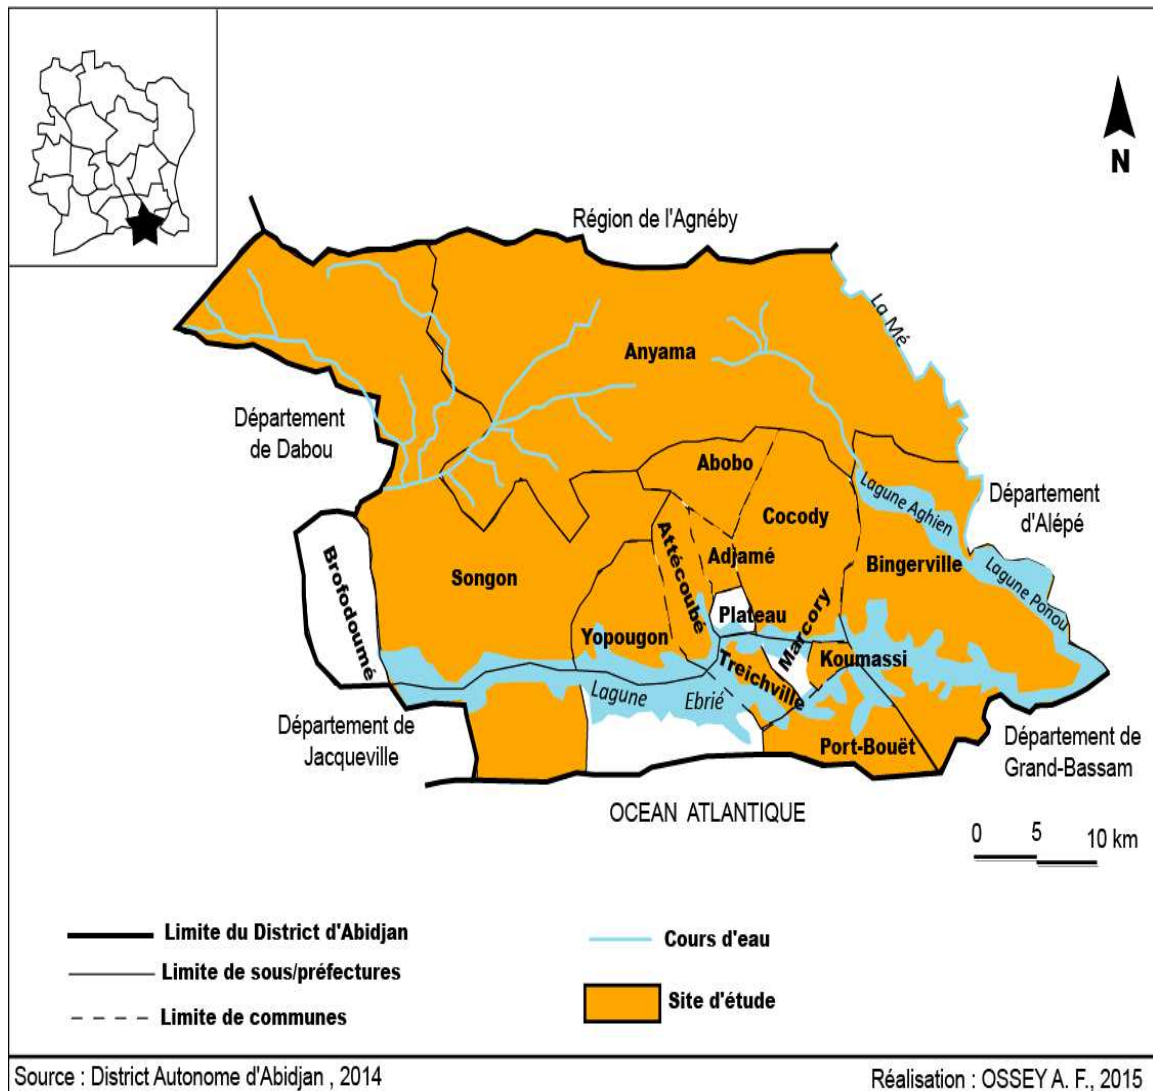 N
Région de l'Agnéby
La Mé
Anyama
Département
de Dabou
Abobo
Lagune Aghien
Département
d'Alépé
Cocody
Attécoubé
Adjamé
Brofodoumé
Songon
Bingerville
Lagune Ponou
Plateau
Marcory
Yopougon
Koumassi
Treichville
Lagune Ebrié
Département de
Jacqueville
Port-Bouët
Département de
Grand-Bassam
OCEAN ATLANTIQUE
0 5 10 km
Limite du District d'Abidjan
Limite de sous/préfectures
Limite de communes
Cours d'eau
Site d'étude
Source : District Autonome d'Abidjan , 2014
Réalisation : OSSEY A. F., 2015